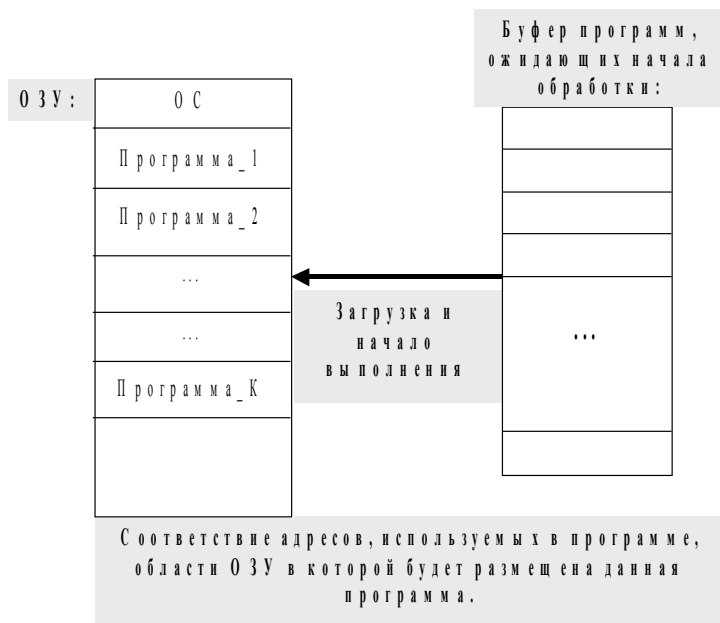 Буфер программ,
ожидающих начала
обработки:
ОЗУ:
ОС
Программа_1
Программа_2
...
...
Программа_К
Загрузка и
начало
выполнения
...
Соответствие адресов, используемых в программе,
области ОЗУ в которой будет размещена данная
программа.